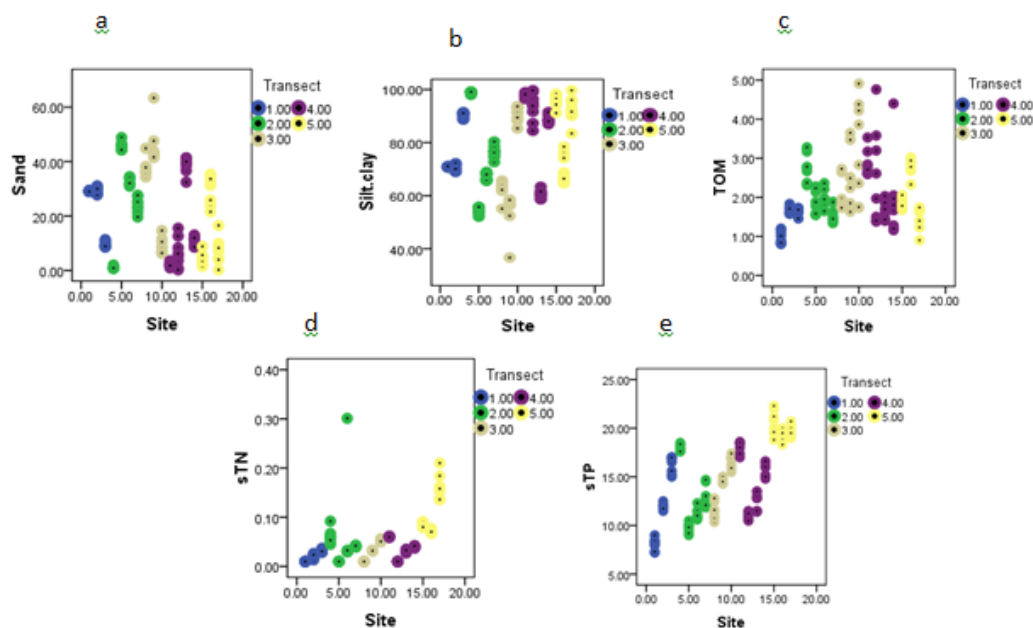 a
b
c
Sand
60.00
40.00
20.00
0.00
0.00 5.00 10.00 15.00 20.00
Site
Transect
1.00 4.00
2.00 5.00
3.00
Silt.clay
100.00
80.00
60.00
40.00
0.00 5.00 10.00 15.00 20.00
Site
Transect
1.00 4.00
2.00 5.00
3.00
TOM
5.00
4.00
3.00
2.00
1.00
0.00
0.00 5.00 10.00 15.00 20.00
Site
Transect
1.00 4.00
2.00 5.00
3.00
d
e
sTN
0.40
0.30
0.20
0.10
0.00
0.00 5.00 10.00 15.00 20.00
Site
Transect
1.00 4.00
2.00 5.00
3.00
sTP
25.00
20.00
15.00
10.00
5.00
0.00 5.00 10.00 15.00 20.00
Site
Transect
1.00 4.00
2.00 5.00
3.00